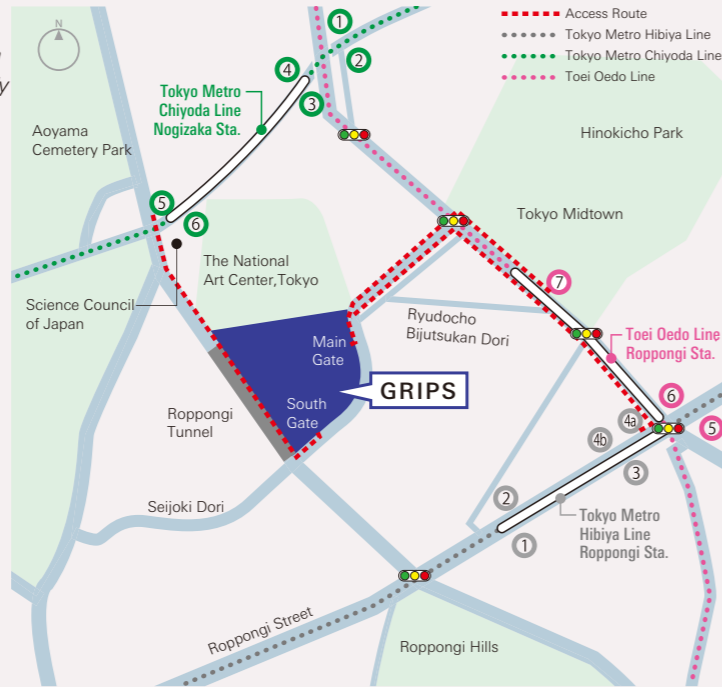 Access Route
Tokyo Metro Hibiya Line
Tokyo Metro Chiyoda Line
Toei Oedo Line
N
1
2
4
3
Tokyo Metro
Chiyoda Line
Nogizaka Sta.
Aoyama
Cemetery Park
Hinokicho Park
5
6
Tokyo Midtown
The National
Art Center,Tokyo
7
Science Council
of Japan
Ryudocho
Bijutsukan Dori
Toei Oedo Line
Roppongi Sta.
Main
Gate
GRIPS
South
Gate
Roppongi
Tunnel
6
5
4a
4b
3
2
1
Seijoki Dori
Tokyo Metro
Hibiya Line
Roppongi Sta.
Roppongi Street
Roppongi Hills